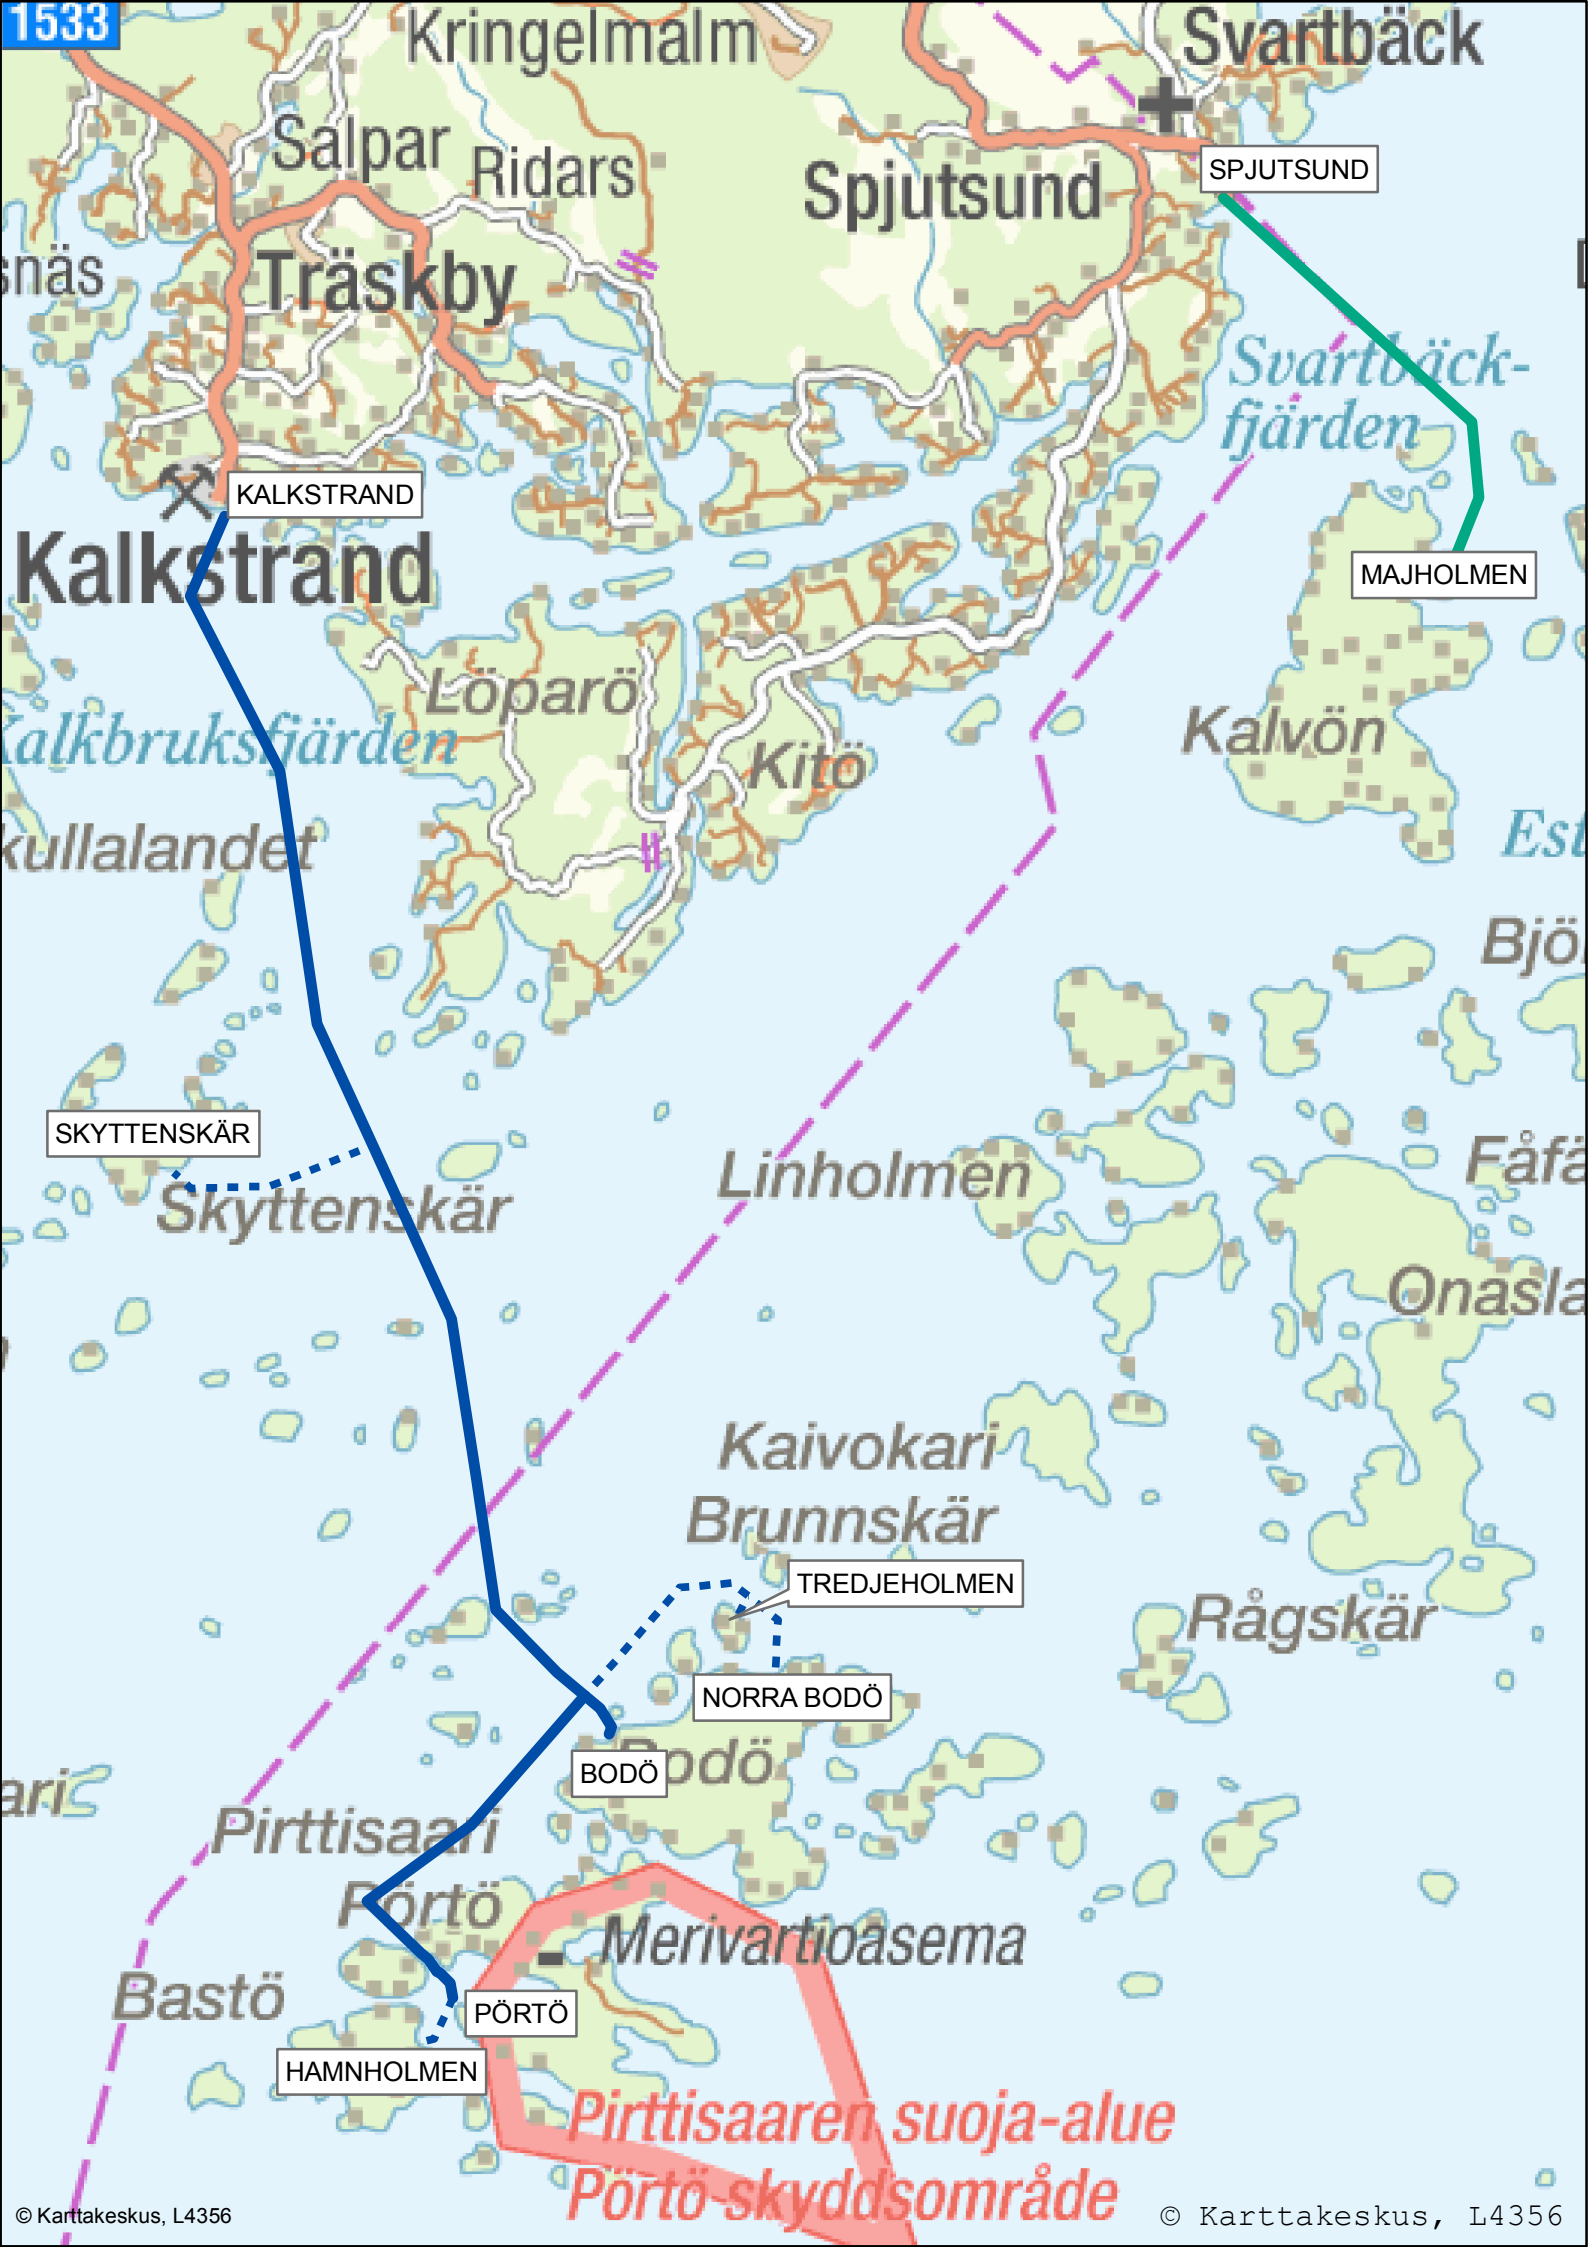 1533
Kringelmalm
Svartbäck
Salpar
Ridars
SPJUTSUND
Spjutsund
snäs
Träskby
Svartbäck-
fjärden
KALKSTRAND
Kalkstrand
MAJHOLMEN
Löparö
Kalkbruksfjärden
Kitö
Kalvön
kullalandet
Est
Bjö
SKYTTENSKÄR
Skyttenskär
Linholmen
Fåfä
Onasla
Kaivokari
Brunnskär
TREDJEHOLMEN
Rågskär
NORRA BODÖ
BODÖ
Bodö
ari
Pirttisaari
Pörtö
Merivartioasema
Bastö
PÖRTÖ
HAMNHOLMEN
Pirttisaaren suoja-alue
Pörtö-skyddsområde
© Karttakeskus, L4356
© Karttakeskus, L4356